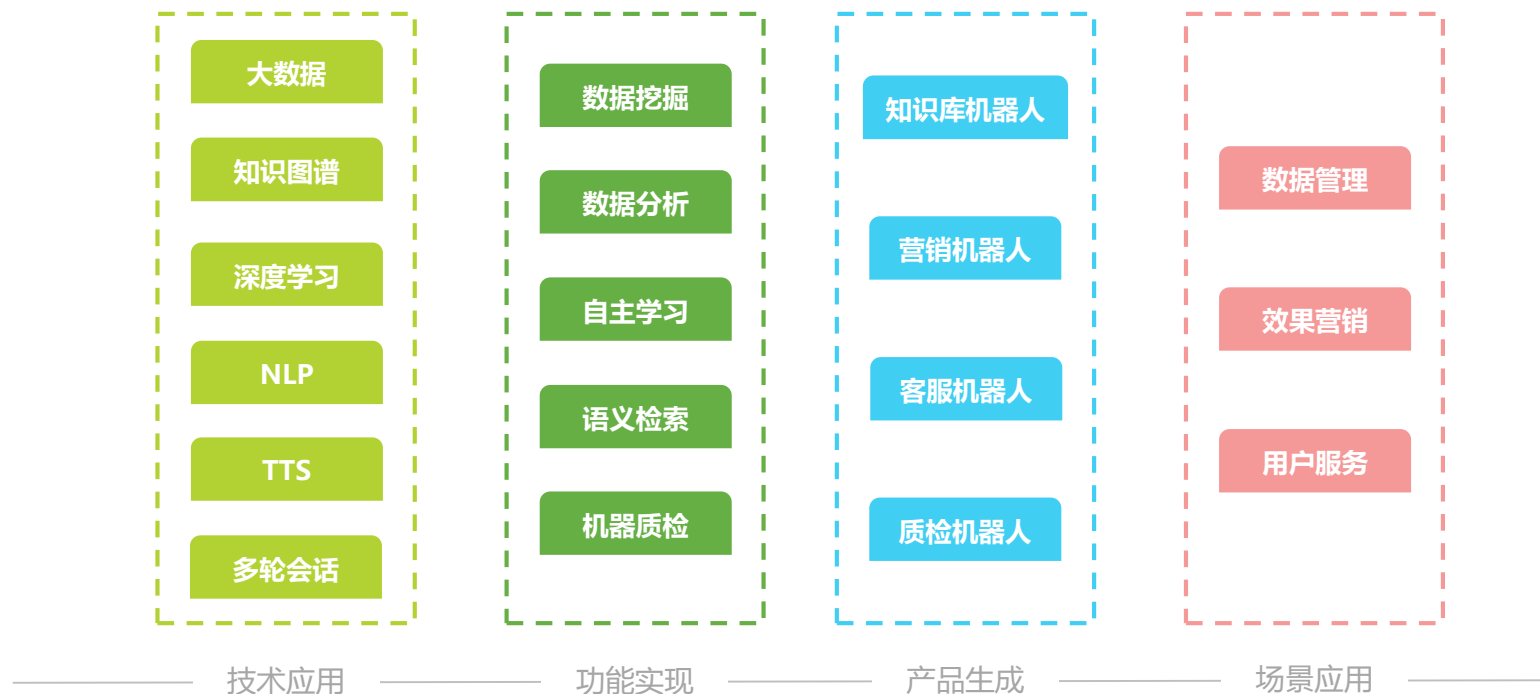 大数据
知识图谱
深度学习
NLP
TTS
多轮会话
技术应用
数据挖掘
数据分析
自主学习
语义检索
机器质检
功能实现
知识库机器人
营销机器人
客服机器人
质检机器人
产品生成
数据管理
效果营销
用户服务
场景应用